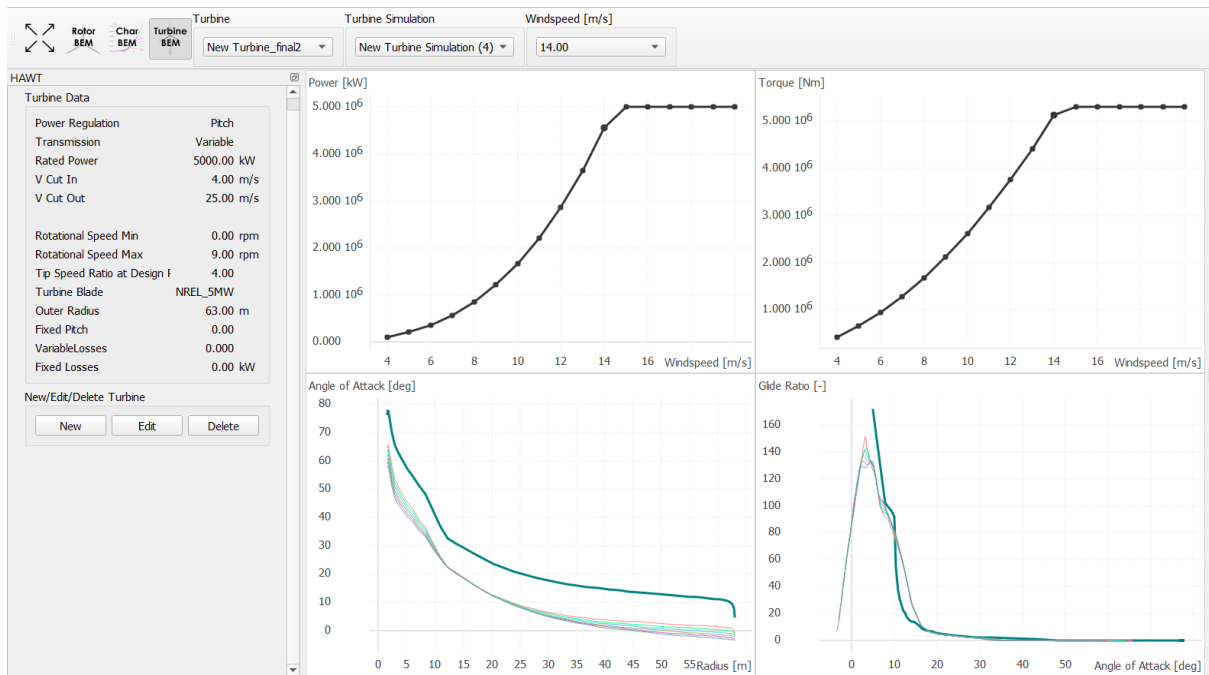 Turbine
Turbine Simulation
Windspeed [m/s]
Rotor BEM
Char BEM
Turbine BEM
New Turbine_final2
New Turbine Simulation (4)
14.00
HAWT
Turbine Data
Power Regulation Pitch
Transmission Variable
Rated Power 5000.00 kW
V Cut In 4.00 m/s
V Cut Out 25.00 m/s
Rotational Speed Min 0.00 rpm
Rotational Speed Max 9.00 rpm
Tip Speed Ratio at Design 4.00
Turbine Blade NREL_5MW
Outer Radius 63.00 m
Fixed Pitch 0.00
VariableLosses 0.000
Fixed Losses 0.00 kW
New/Edit/Delete Turbine
New Edit Delete
Power [kW]
5.000 10^6
4.000 10^6
3.000 10^6
2.000 10^6
1.000 10^6
0.000
4 6 8 10 12 14 16 Windspeed [m/s]
Torque [Nm]
5.000 10^6
4.000 10^6
3.000 10^6
2.000 10^6
1.000 10^6
4 6 8 10 12 14 16 Windspeed [m/s]
Angle of Attack [deg]
80
70
60
50
40
30
20
10
0
0 5 10 15 20 25 30 35 40 45 50 55 Radius [m]
Glide Ratio [-]
160
140
120
100
80
60
40
20
0
0 10 20 30 40 50 Angle of Attack [deg]